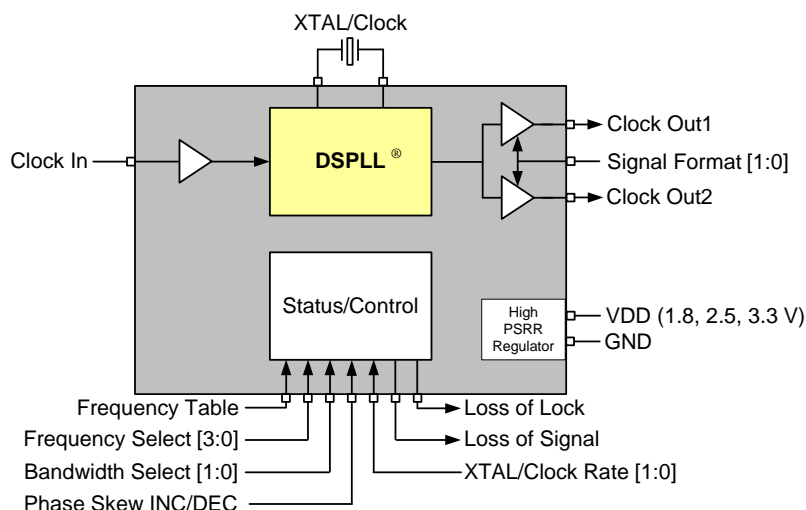 XTAL/Clock
Clock In
DSPLL ®
Clock Out1
Signal Format [1:0]
Clock Out2
Status/Control
High
PSRR
Regulator
VDD (1.8, 2.5, 3.3 V)
GND
Frequency Table
Loss of Lock
Frequency Select [3:0]
Loss of Signal
Bandwidth Select [1:0]
XTAL/Clock Rate [1:0]
Phase Skew INC/DEC